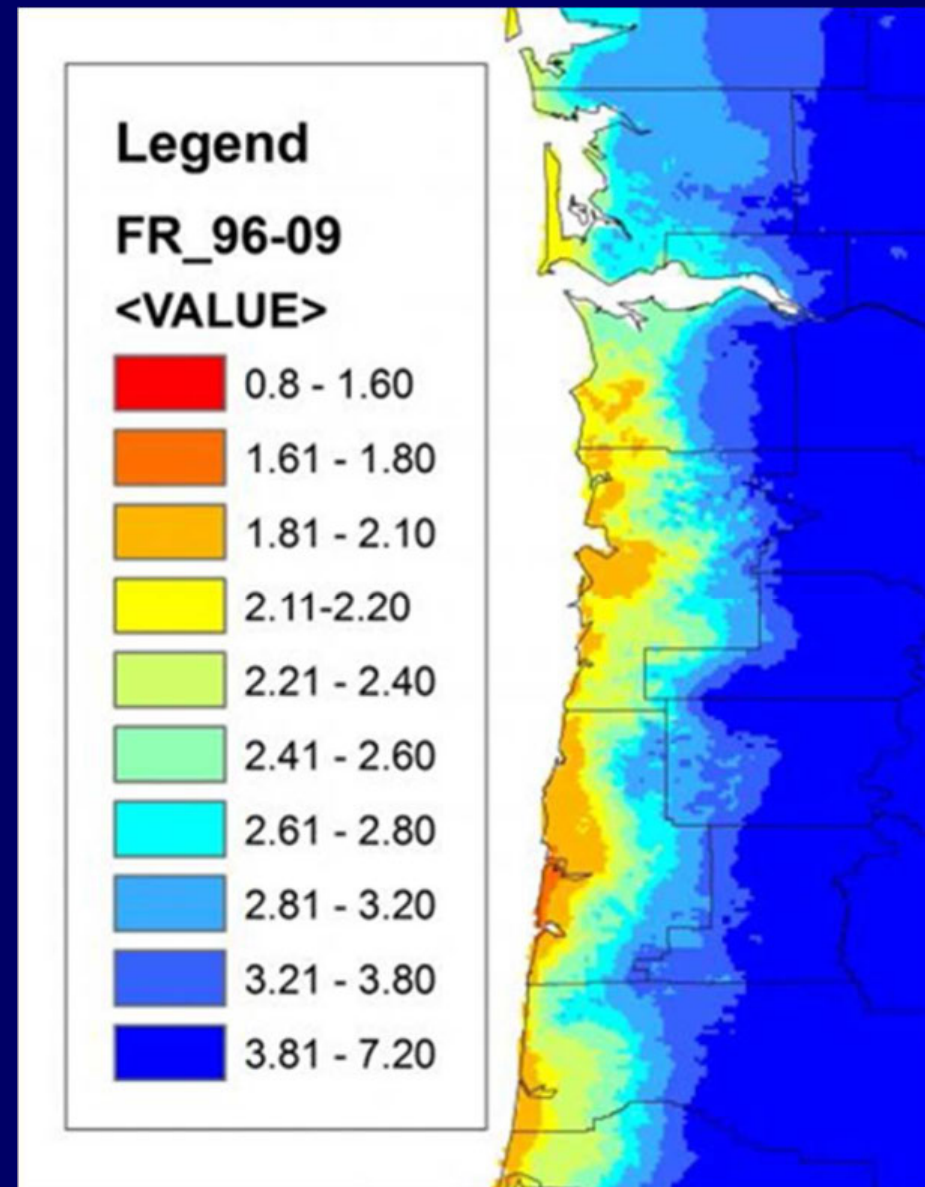 Legend
FR_96-09
<VALUE>
0.8 - 1.60
1.61 - 1.80
1.81 - 2.10
2.11-2.20
2.21 - 2.40
2.41 - 2.60
2.61 - 2.80
2.81 - 3.20
3.21 - 3.80
3.81 - 7.20